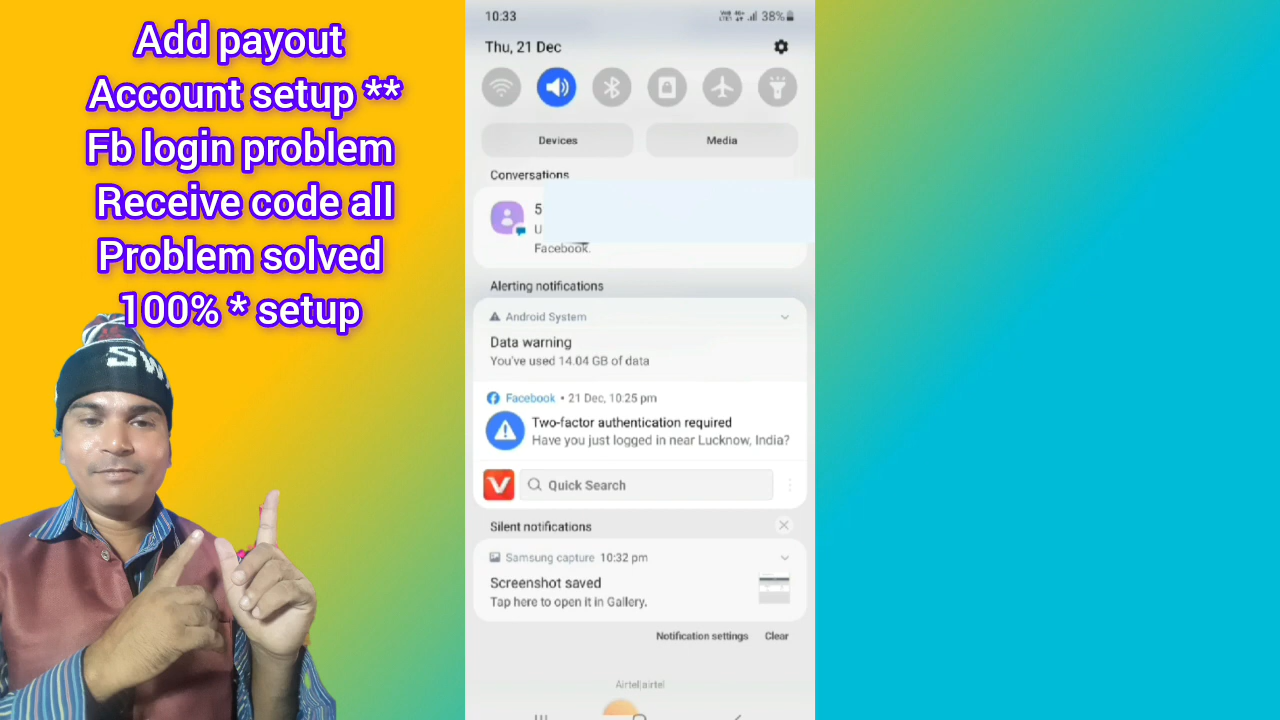 Add payout
Account setup **
Fb login problem
Receive code all
Problem solved
100% * setup
10:33
38%
Thu, 21 Dec
Devices
Media
Conversations
5
U
Facebook.
Alerting notifications
Android System
Data warning
You've used 14.04 GB of data
Facebook • 21 Dec, 10:25 pm
Two-factor authentication required
Have you just logged in near Lucknow, India?
Quick Search
Silent notifications
Samsung capture 10:32 pm
Screenshot saved
Tap here to open it in Gallery.
Notification settings
Clear
Airtel|airtel